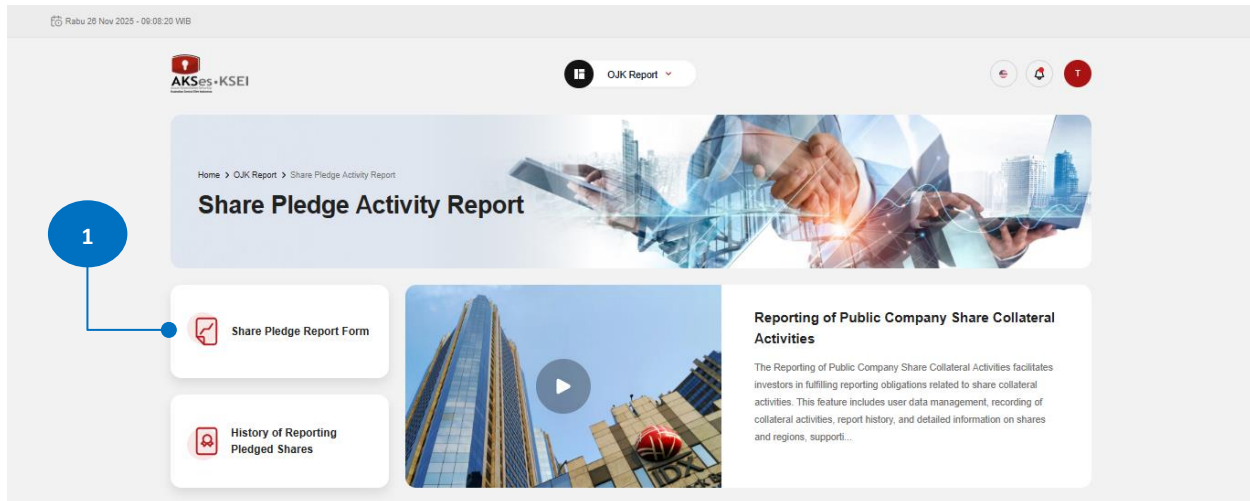 Rabu 26 Nov 2025 - 09:08:20 WIB
AKSes KSEI
OJK Report
T
Home > OJK Report > Share Pledge Activity Report
Share Pledge Activity Report
1
Share Pledge Report Form
History of Reporting
Pledged Shares
IDX
Reporting of Public Company Share Collateral
Activities
The Reporting of Public Company Share Collateral Activities facilitates
investors in fulfilling reporting obligations related to share collateral
activities. This feature includes user data management, recording of
collateral activities, report history, and detailed information on shares
and regions, supporti...